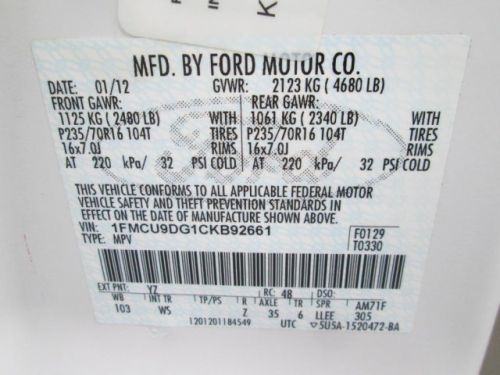 MFD. BY FORD MOTOR CO.
DATE: 01/12 GVWR: 2123 KG ( 4680 LB)
FRONT GAWR: REAR GAWR:
1125 KG ( 2480 LB) WITH 1061 KG ( 2340 LB) WITH
P235/70R16 104T TIRES P235/70R16 104T TIRES
16x7.0J RIMS 16x7.0J RIMS
AT 220 kPa/ 32 PSI COLD AT 220 kPa/ 32 PSI COLD
THIS VEHICLE CONFORMS TO ALL APPLICABLE FEDERAL MOTOR
VEHICLE SAFETY AND THEFT PREVENTION STANDARDS IN
EFFECT ON THE DATE OF MANUFACTURE SHOWN ABOVE.
VIN: 1FMCU9DG1CKB92661 F0129
TYPE: MPV T0330
EXT PNT: YZ RC: 48 DSO:
WB INT TR TP/PS R AXLE TR SPR AM71F
103 WS Z 35 6 LLEE 305
1201201184549 UTC 5U5A-1520472-BA